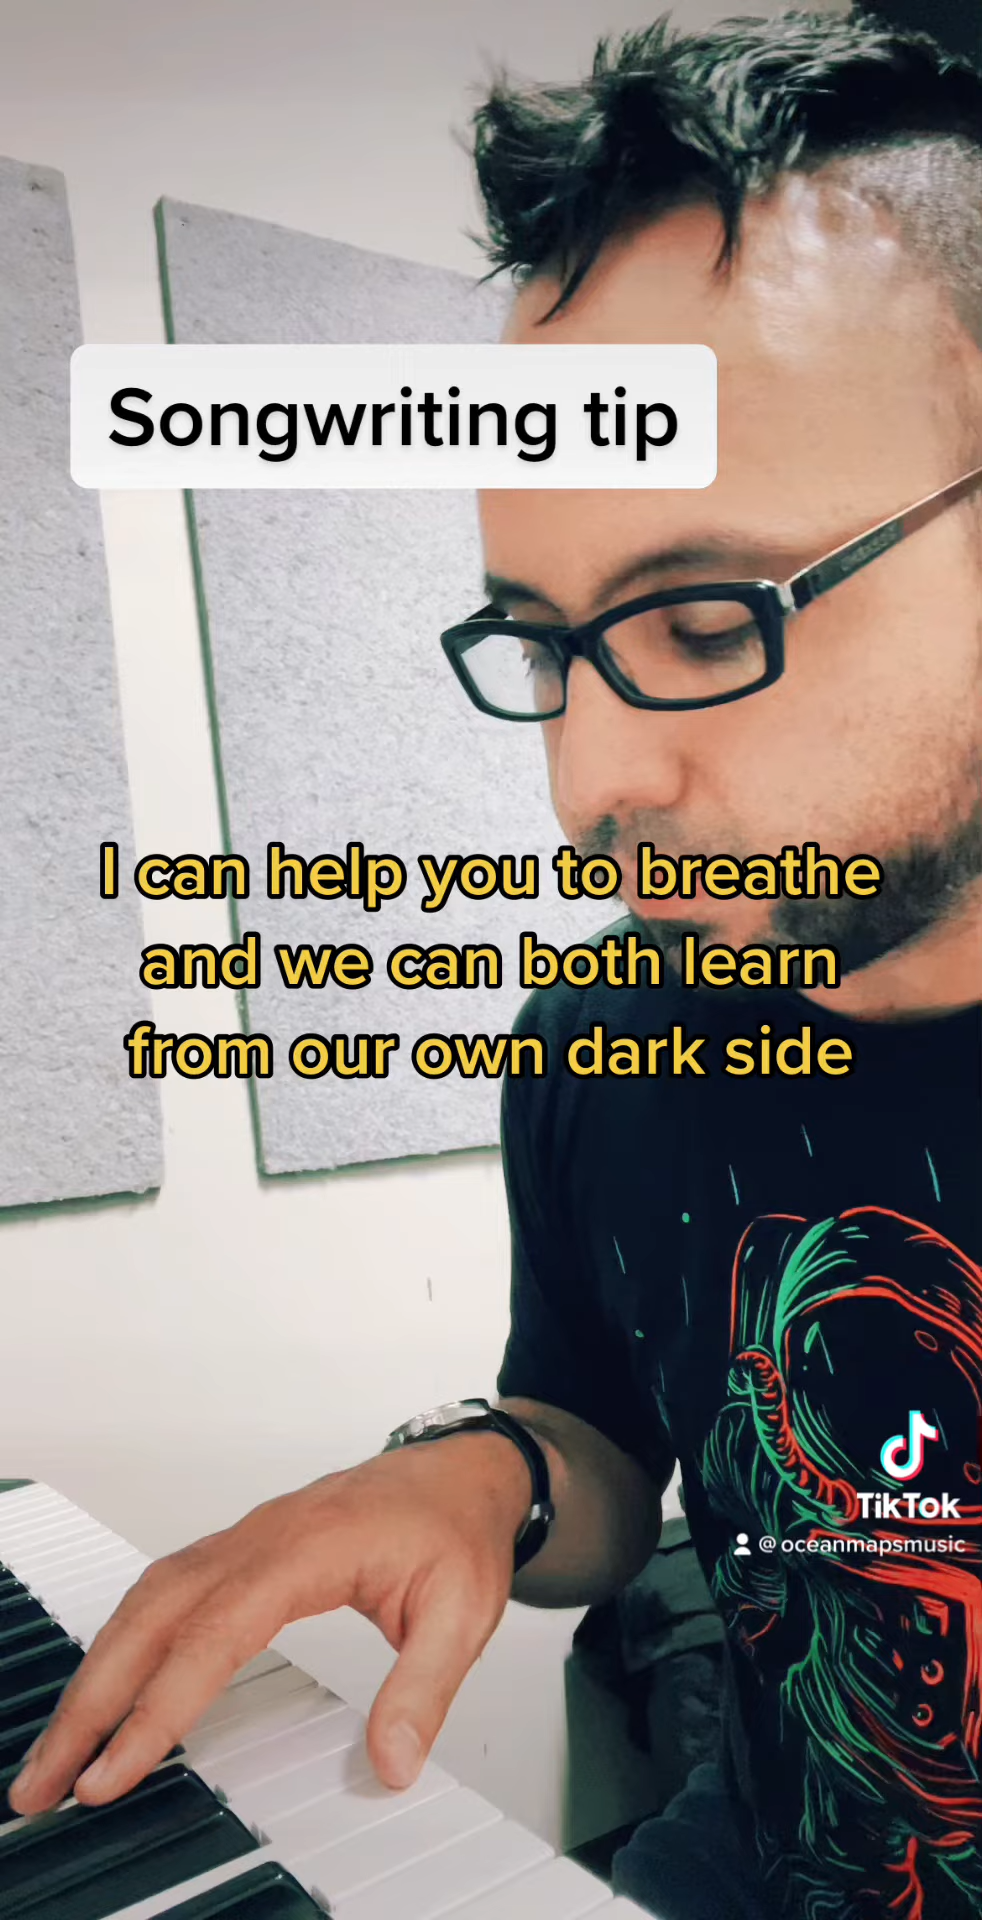 Songwriting tip
I can help you to breathe
and we can both learn
from our own dark side
TikTok
@oceanmapsmusic